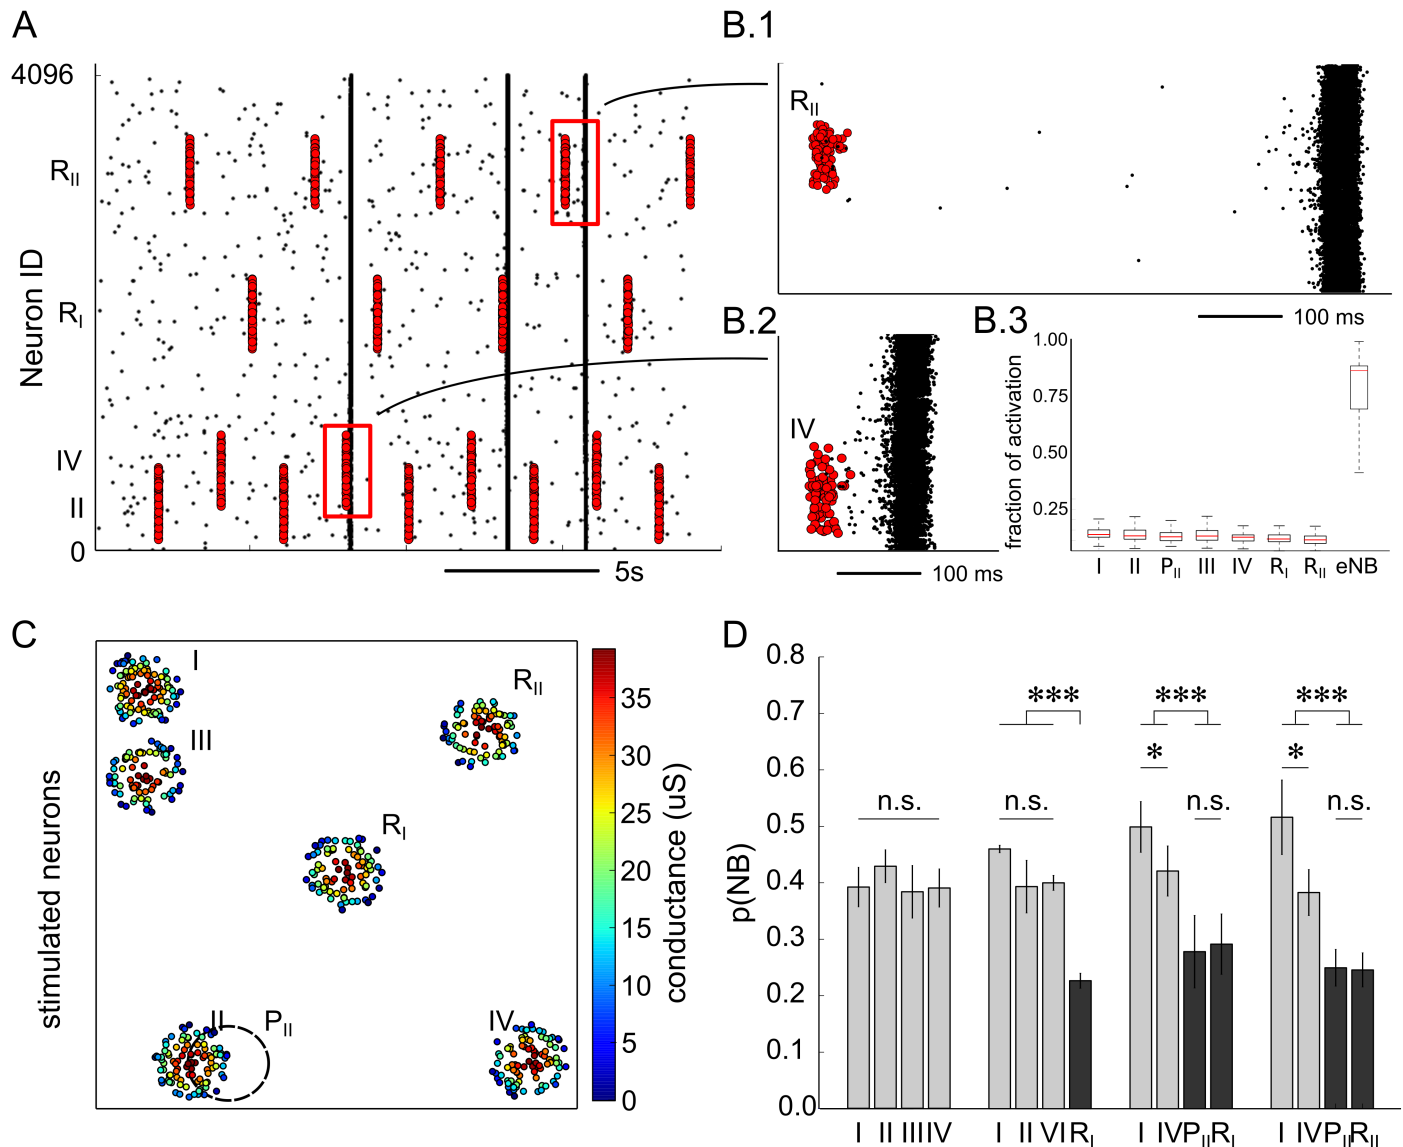 A
4096
R_II
R_I
IV
II
0
Neuron ID
5s
B.1
R_II
100 ms
B.2
IV
100 ms
B.3
fraction of activation
1.00
0.75
0.50
0.25
I II P_II III IV R_I R_II eNB
C
stimulated neurons
I
III
R_II
R_I
II
P_II
IV
35
30
25
20
15
10
5
0
conductance (uS)
D
p(NB)
0.8
0.7
0.6
0.5
0.4
0.3
0.2
0.1
0.0
n.s.
n.s.
***
***
*
n.s.
***
*
n.s.
I II III IV
I II VI R_I
I IV P_II R_I
I IV P_II R_II